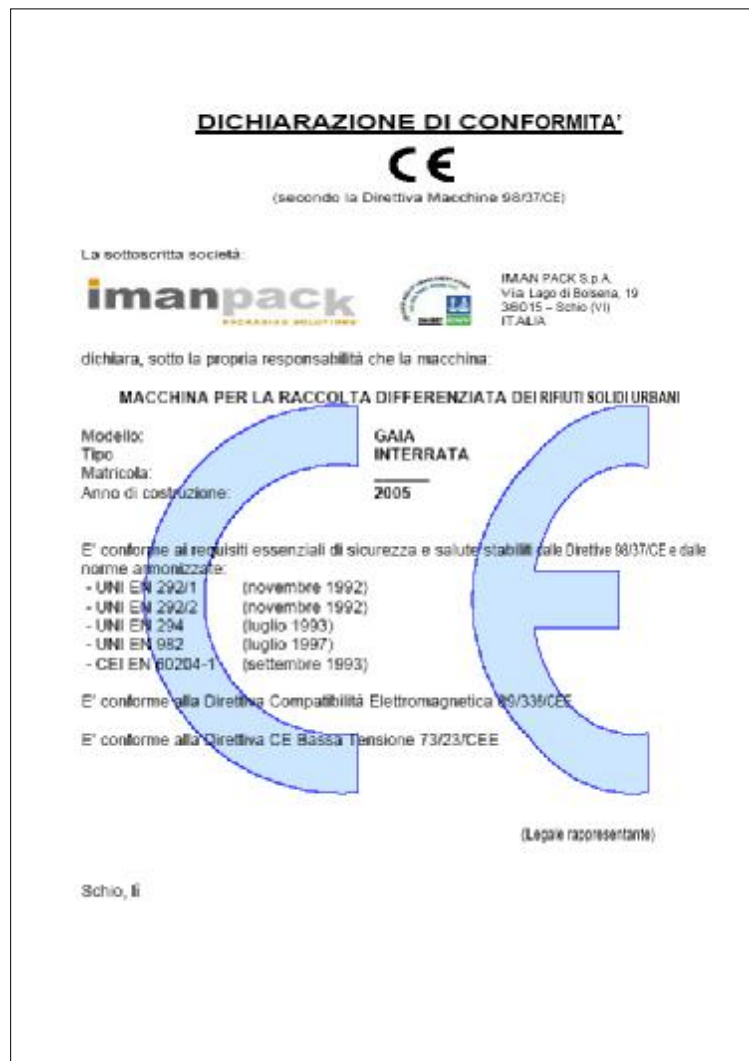 DICHIARAZIONE DI CONFORMITA'
CE
(secondo la Direttiva Macchine 98/37/CE)
La sottoscritta società:
imanpack
PACKAGING SOLUTIONS
IMAN PACK S.p.A.
Via Lago di Bolsena, 19
36015 – Schio (VI)
ITALIA
dichiara, sotto la propria responsabilità che la macchina:
MACCHINA PER LA RACCOLTA DIFFERENZIATA DEI RIFIUTI SOLIDI URBANI
Modello: GAIA
Tipo INTERRATA
Matricola: ______
Anno di costruzione: 2005
E' conforme ai requisiti essenziali di sicurezza e salute stabiliti dalle Direttive 98/37/CE e dalle
norme armonizzate:
- UNI EN 292/1 (novembre 1992)
- UNI EN 292/2 (novembre 1992)
- UNI EN 294 (luglio 1993)
- UNI EN 982 (luglio 1997)
- CEI EN 60204-1 (settembre 1993)
E' conforme alla Direttiva Compatibilità Elettromagnetica 89/336/CEE
E' conforme alla Direttiva CE Bassa Tensione 73/23/CEE
(Legale rappresentante)
Schio, li